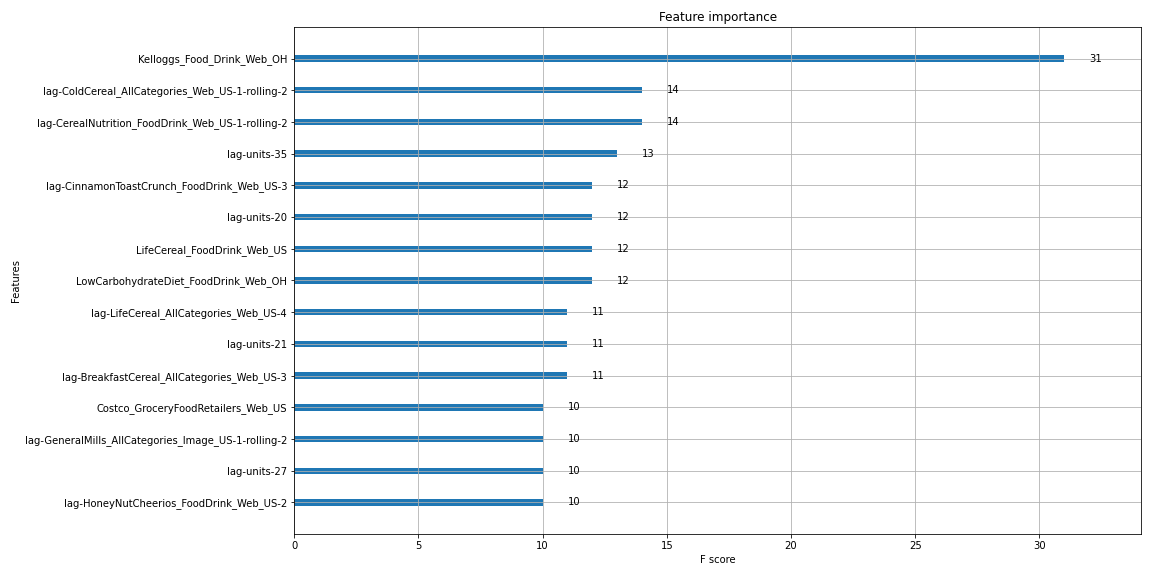 Feature importance
Kelloggs_Food_Drink_Web_OH 31
lag-ColdCereal_AllCategories_Web_US-1-rolling-2 14
lag-CerealNutrition_FoodDrink_Web_US-1-rolling-2 14
lag-units-35 13
lag-CinnamonToastCrunch_FoodDrink_Web_US-3 12
lag-units-20 12
LifeCereal_FoodDrink_Web_US 12
LowCarbohydrateDiet_FoodDrink_Web_OH 12
lag-LifeCereal_AllCategories_Web_US-4 11
lag-units-21 11
lag-BreakfastCereal_AllCategories_Web_US-3 11
Costco_GroceryFoodRetailers_Web_US 10
lag-GeneralMills_AllCategories_Image_US-1-rolling-2 10
lag-units-27 10
lag-HoneyNutCheerios_FoodDrink_Web_US-2 10
Features
0 5 10 15 20 25 30
F score